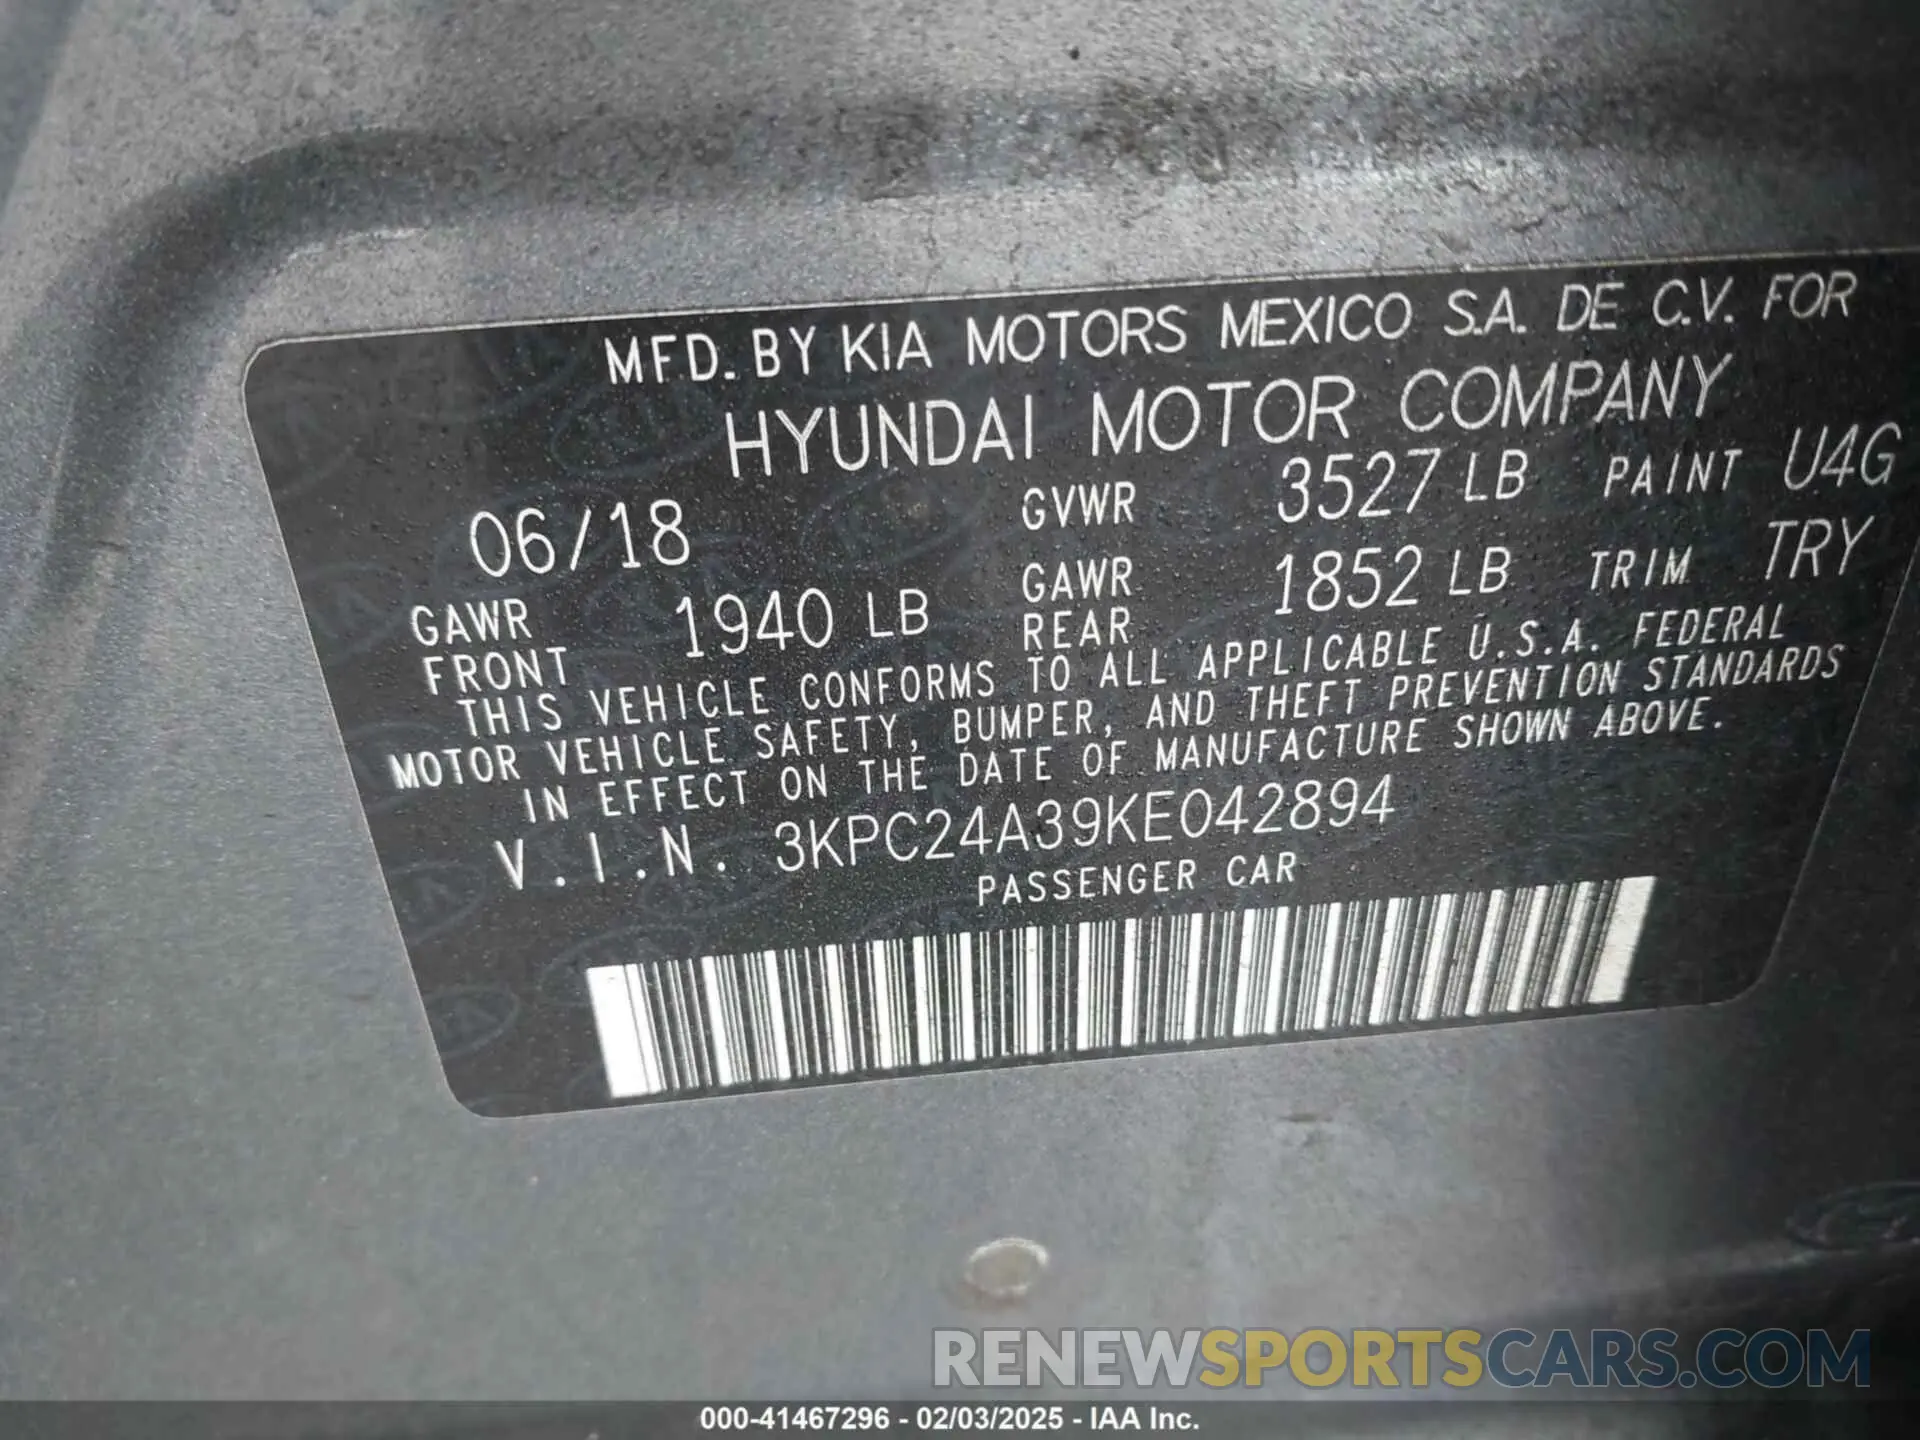 MFD. BY KIA MOTORS MEXICO S.A. DE C.V. FOR
HYUNDAI MOTOR COMPANY
06/18 GVWR 3527 LB PAINT U4G
GAWR FRONT 1940 LB GAWR REAR 1852 LB TRIM TRY
THIS VEHICLE CONFORMS TO ALL APPLICABLE U.S.A. FEDERAL
MOTOR VEHICLE SAFETY, BUMPER, AND THEFT PREVENTION STANDARDS
IN EFFECT ON THE DATE OF MANUFACTURE SHOWN ABOVE.
V.I.N. 3KPC24A39KE042894
PASSENGER CAR
RENEWSPORTSCARS.COM
000-41467296 - 02/03/2025 - IAA Inc.